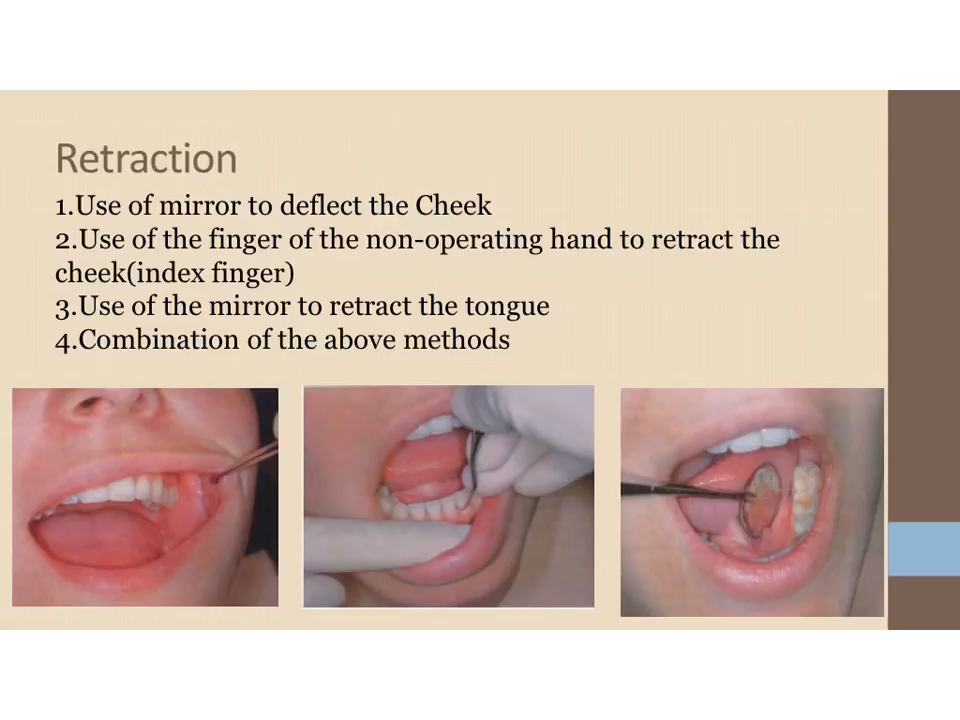 Retraction
1.Use of mirror to deflect the Cheek
2.Use of the finger of the non-operating hand to retract the
cheek(index finger)
3.Use of the mirror to retract the tongue
4.Combination of the above methods